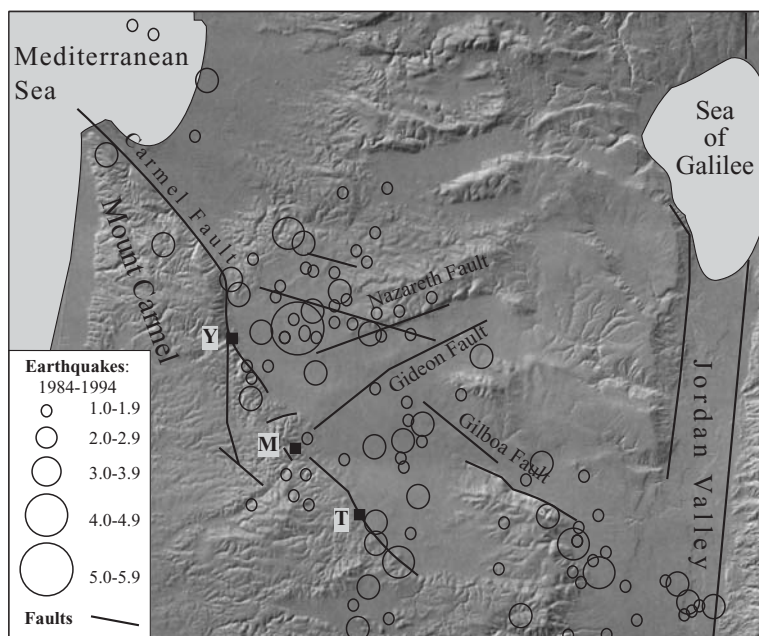 Mediterranean
Sea
Sea
of
Galilee
Carmel Fault
Mount Carmel
Nazareth Fault
Gideon Fault
Gilboa Fault
Jordan Valley
Y
M
T
Earthquakes:
1984-1994
1.0-1.9
2.0-2.9
3.0-3.9
4.0-4.9
5.0-5.9
Faults